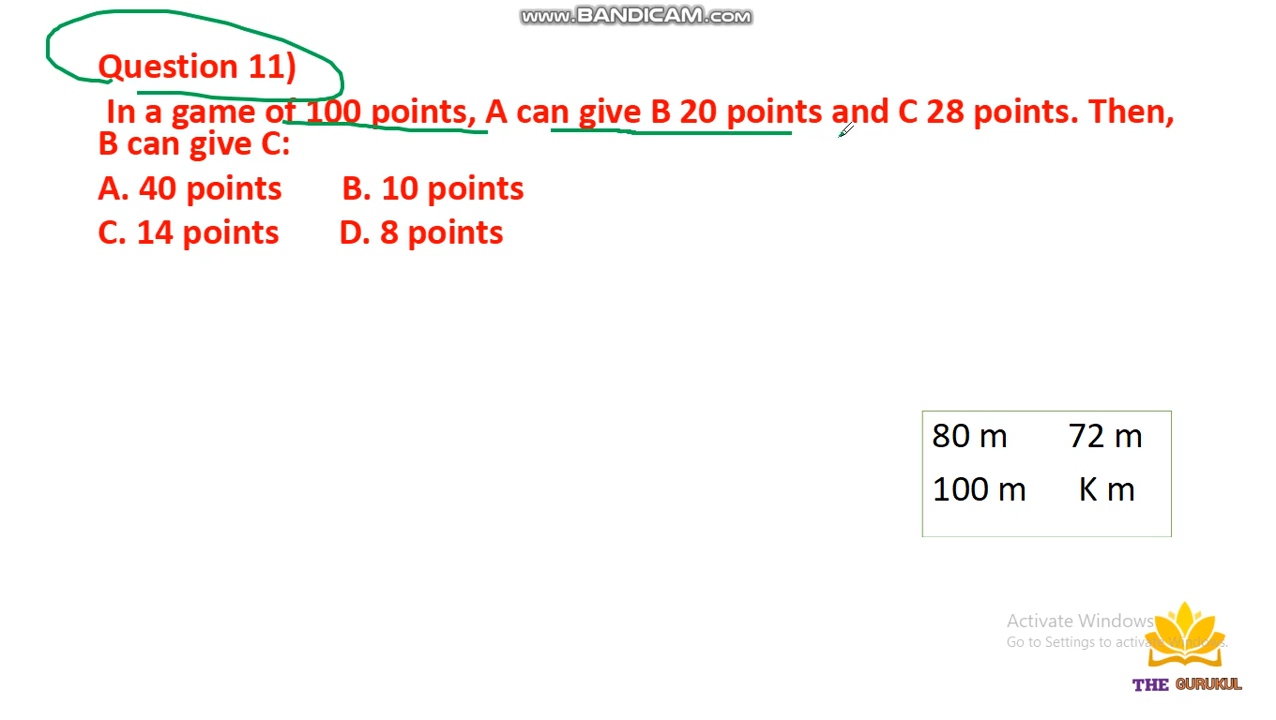 www.BANDICAM.com
Question 11)
In a game of 100 points, A can give B 20 points and C 28 points. Then,
B can give C:
A. 40 points B. 10 points
C. 14 points D. 8 points
80 m 72 m
100 m K m
Activate Windows
Go to Settings to activate Windows.
THE GURUKUL